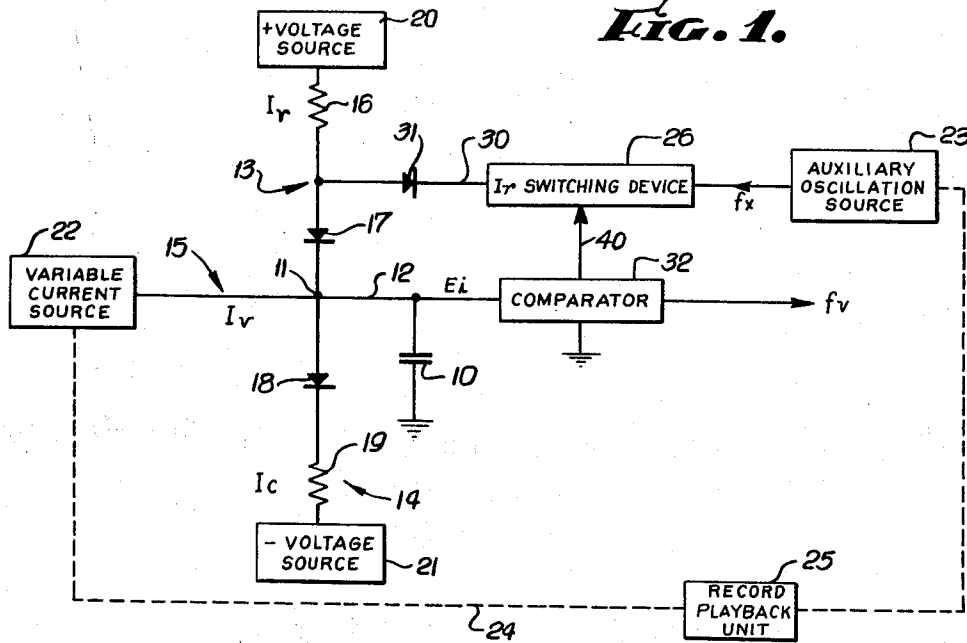 FIG. 1.
20
+VOLTAGE
SOURCE
Ir
16
31
30
26
23
13
Ir SWITCHING DEVICE
fx
AUXILIARY
OSCILLATION
SOURCE
17
40
22
15
11
12
32
VARIABLE
CURRENT
SOURCE
Iv
Ei
COMPARATOR
fv
18
10
19
Ic
14
- VOLTAGE
SOURCE
21
25
RECORD
PLAYBACK
UNIT
24